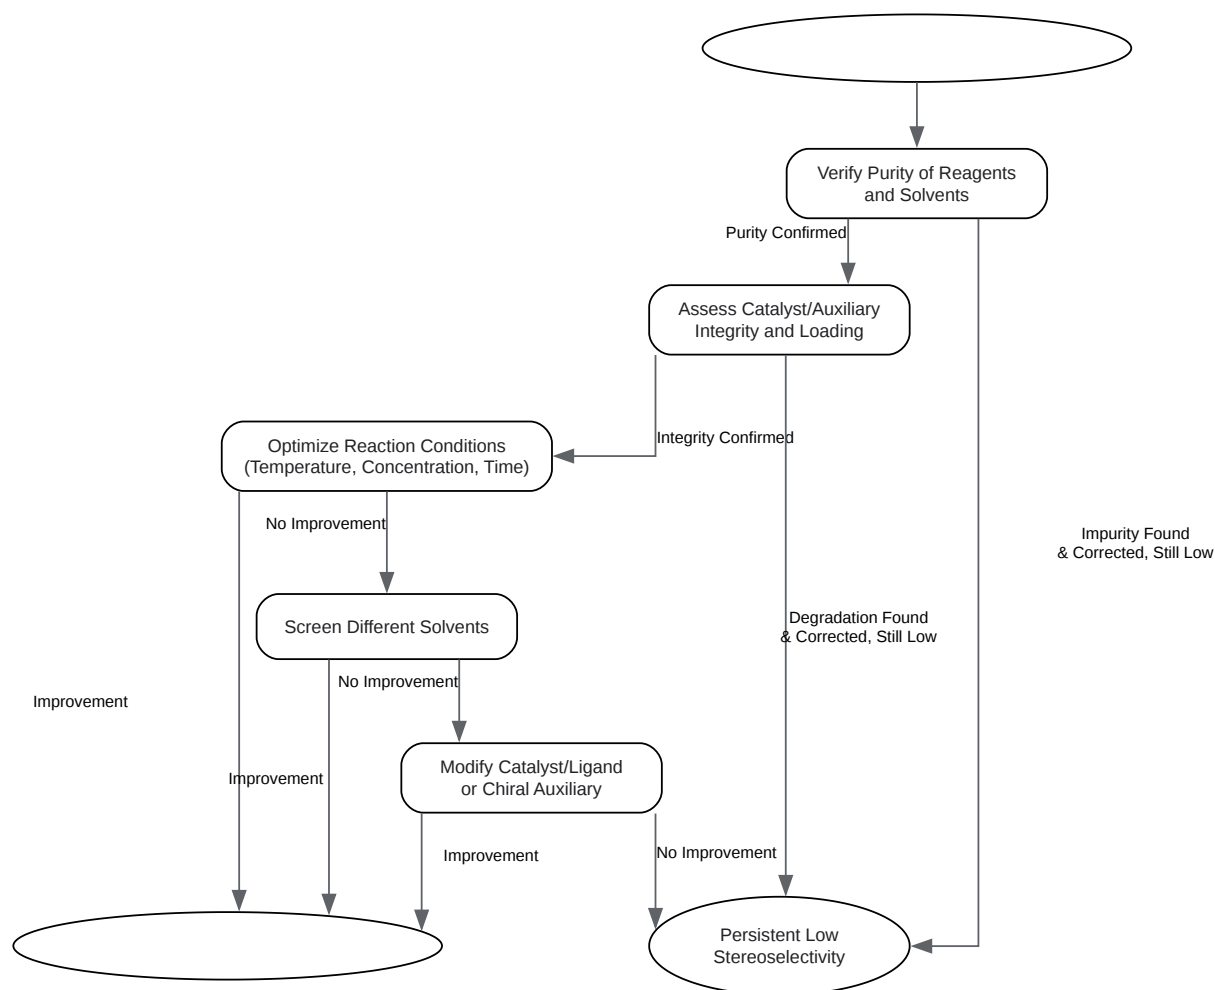 Verify Purity of Reagents
and Solvents
Purity Confirmed
Assess Catalyst/Auxiliary
Integrity and Loading
Integrity Confirmed
Optimize Reaction Conditions
(Temperature, Concentration, Time)
No Improvement
Impurity Found
& Corrected, Still Low
Screen Different Solvents
Degradation Found
& Corrected, Still Low
No Improvement
Improvement
Modify Catalyst/Ligand
or Chiral Auxiliary
Improvement
Improvement
No Improvement
Persistent Low
Stereoselectivity